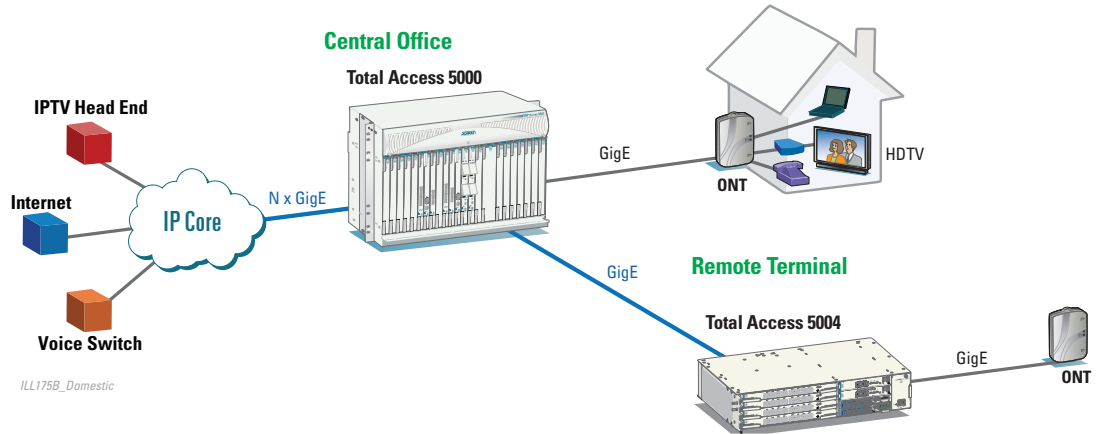 Central Office
Total Access 5000
IPTV Head End
Internet
IP Core
Voice Switch
N x GigE
ADTRAN
GigE
ONT
HDTV
GigE
Remote Terminal
Total Access 5004
GigE
ONT
ILL175B_Domestic